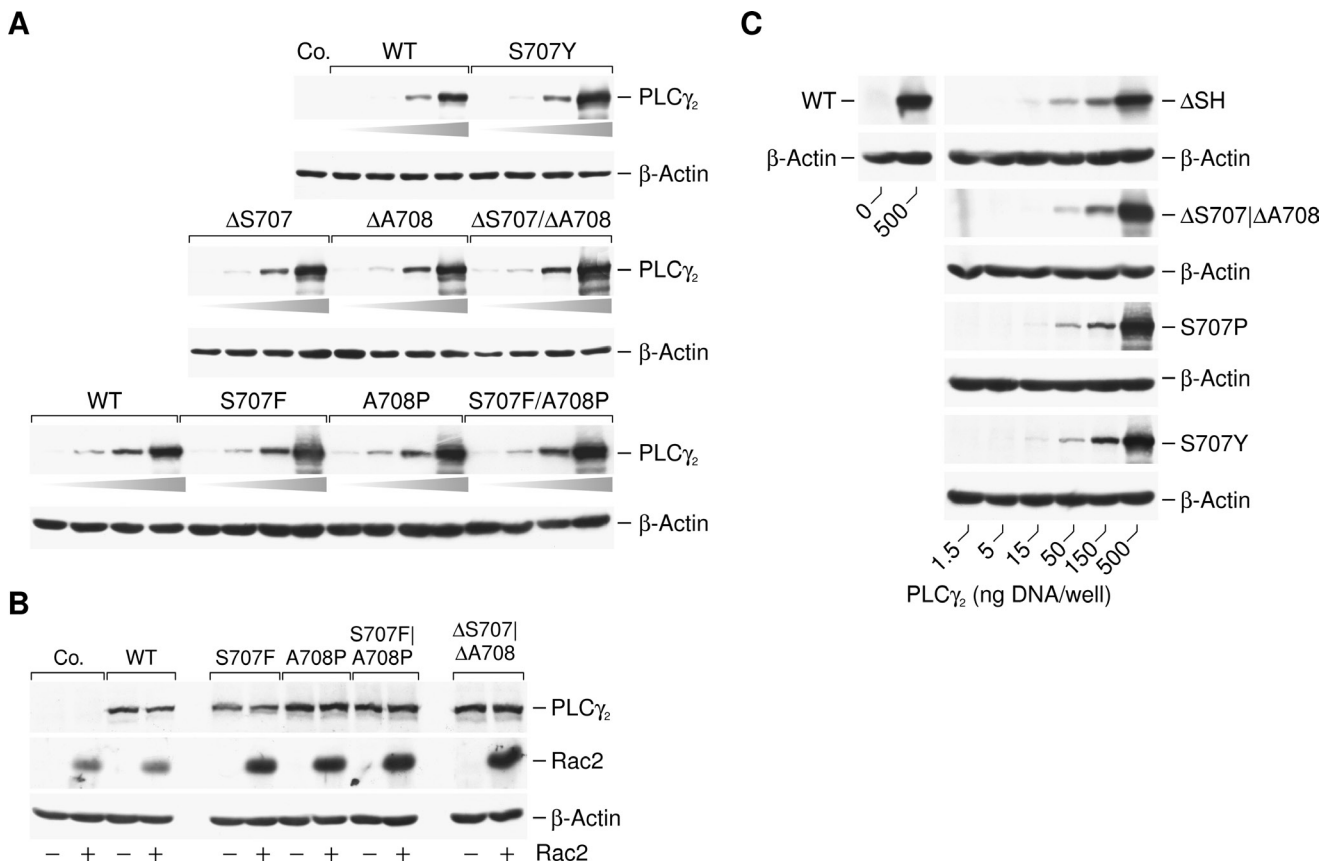 A
Co. WT S707Y
PLCγ₂
β-Actin
ΔS707 ΔA708 ΔS707/ΔA708
PLCγ₂
β-Actin
WT S707F A708P S707F/A708P
PLCγ₂
β-Actin
B
Co. WT S707F A708P S707F| A708P ΔS707| ΔA708
PLCγ₂
Rac2
β-Actin
− + − + − + − + − + − + Rac2
C
WT ΔSH
β-Actin β-Actin
0 500
ΔS707|ΔA708
β-Actin
S707P
β-Actin
S707Y
β-Actin
1.5 5 15 50 150 500
PLCγ₂ (ng DNA/well)